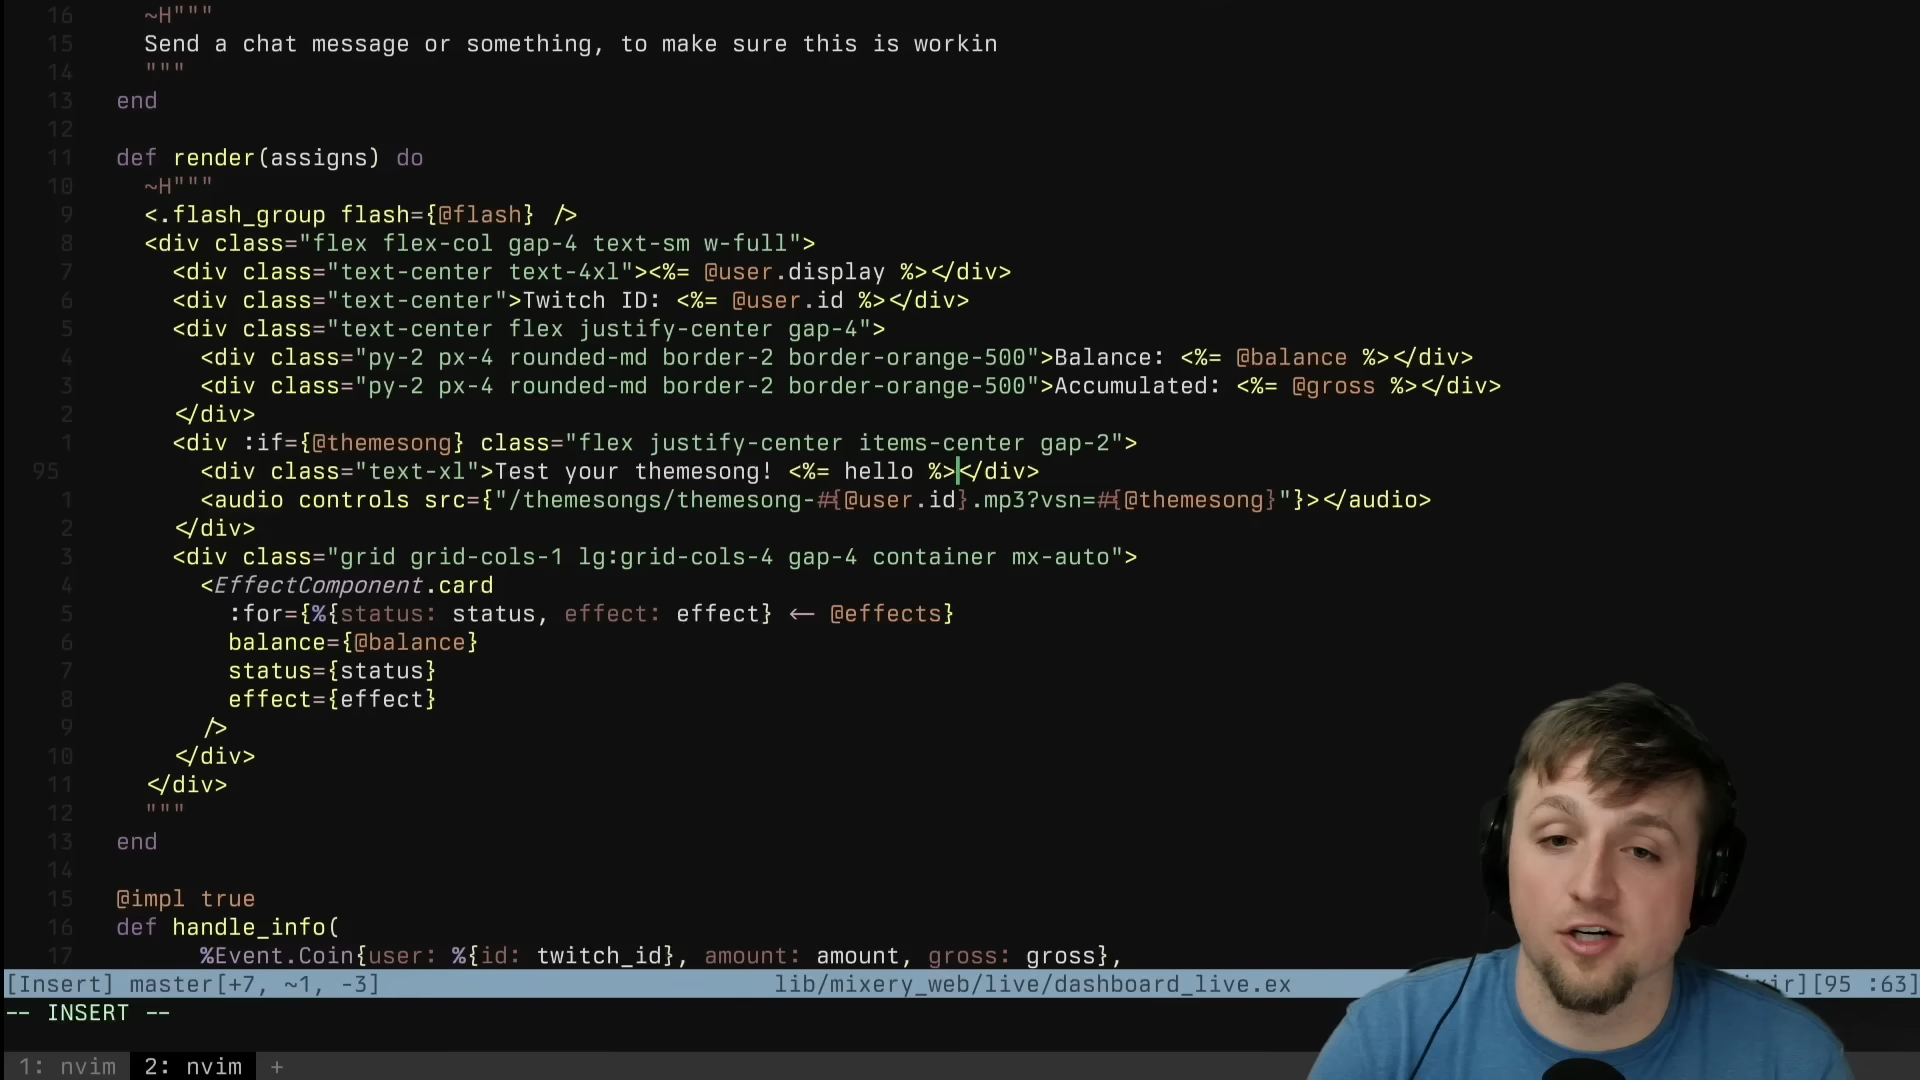 16 ~H"""
15 Send a chat message or something, to make sure this is workin
14 """
13 end
12
11 def render(assigns) do
10 ~H"""
9 <.flash_group flash={@flash} />
8 <div class="flex flex-col gap-4 text-sm w-full">
7 <div class="text-center text-4xl"><%= @user.display %></div>
6 <div class="text-center">Twitch ID: <%= @user.id %></div>
5 <div class="text-center flex justify-center gap-4">
4 <div class="py-2 px-4 rounded-md border-2 border-orange-500">Balance: <%= @balance %></div>
3 <div class="py-2 px-4 rounded-md border-2 border-orange-500">Accumulated: <%= @gross %></div>
2 </div>
1 <div :if={@themesong} class="flex justify-center items-center gap-2">
95 <div class="text-xl">Test your themesong! <%= hello %></div>
1 <audio controls src={"/themesongs/themesong-#{@user.id}.mp3?vsn=#{@themesong}"}></audio>
2 </div>
3 <div class="grid grid-cols-1 lg:grid-cols-4 gap-4 container mx-auto">
4 <EffectComponent.card
5 :for={%{status: status, effect: effect} <- @effects}
6 balance={@balance}
7 status={status}
8 effect={effect}
9 />
10 </div>
11 </div>
12 """
13 end
14
15 @impl true
16 def handle_info(
17 %Event.Coin{user: %{id: twitch_id}, amount: amount, gross: gross},
[Insert] master[+7, ~1, -3] lib/mixery_web/live/dashboard_live.ex ir][95 :63]
-- INSERT --
1: nvim 2: nvim +